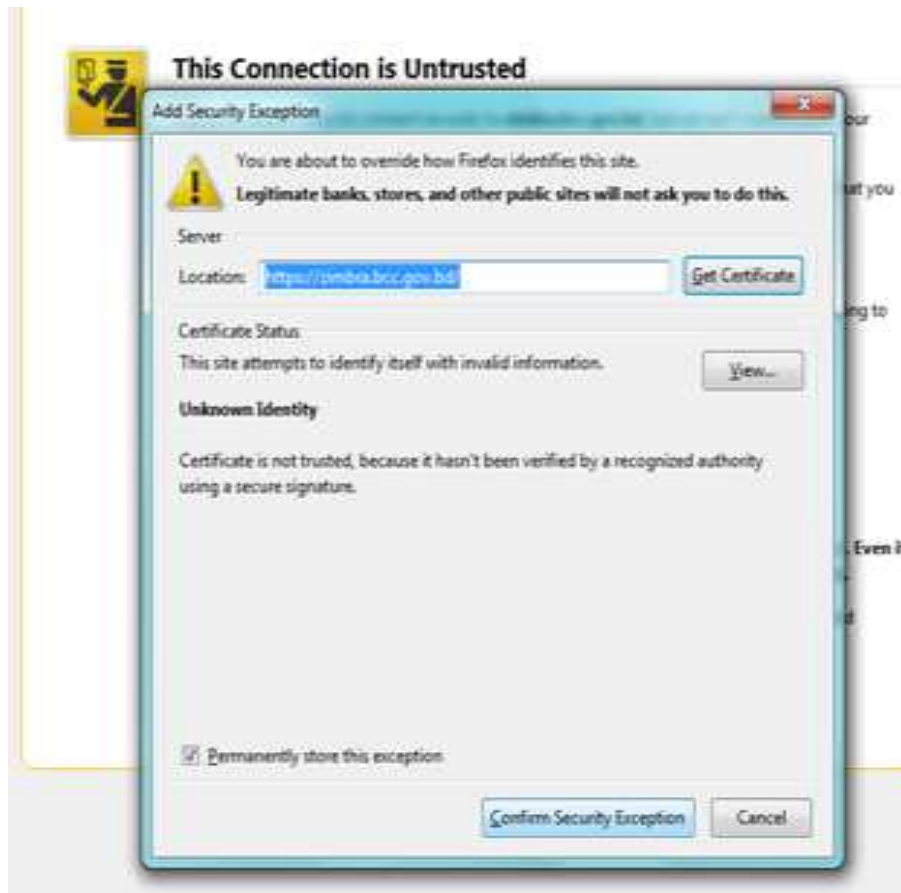 This Connection is Untrusted
Add Security Exception
our
You are about to override how Firefox identifies this site.
Legitimate banks, stores, and other public sites will not ask you to do this.
at you
Server
Location: https://zimbra.bcc.gov.bd/ Get Certificate
ing to
Certificate Status
This site attempts to identify itself with invalid information.
View...
Unknown Identity
Certificate is not trusted, because it hasn't been verified by a recognized authority
using a secure signature.
. Even i
d
Permanently store this exception
Confirm Security Exception Cancel